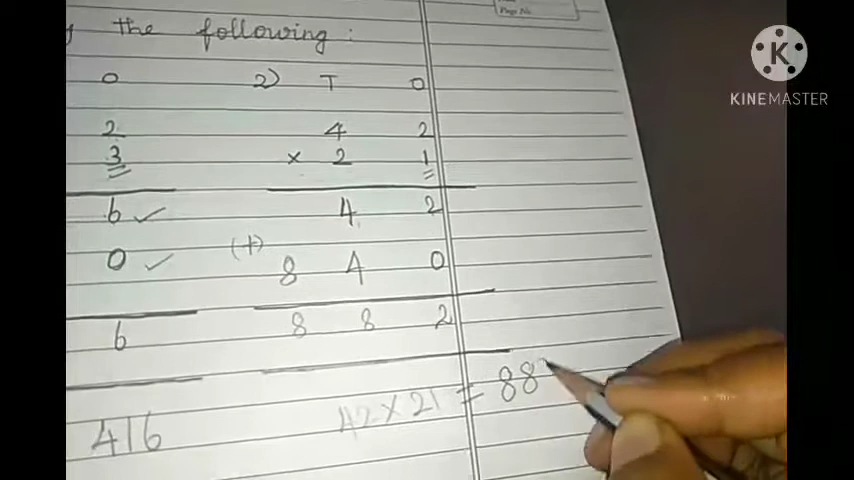 Page No.
the following :
0 2) T 0
2 4 2
3 × 2 1
6 ✓ 4 2
0 ✓ (+) 8 4 0
6 8 8 2
416 42 × 21 = 88
K
KINEMASTER